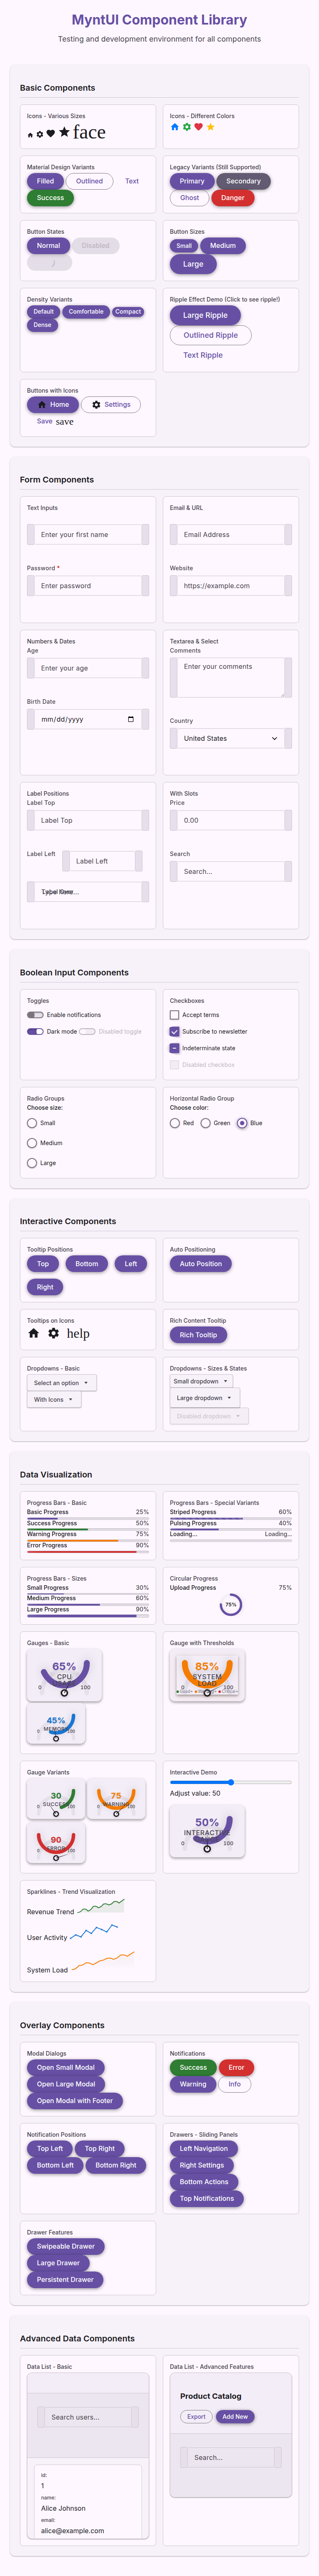 MyntUI Component Library
Testing and development environment for all components
Basic Components
Icons - Various Sizes
face
Icons - Different Colors
Material Design Variants
Filled
Outlined
Text
Success
Legacy Variants (Still Supported)
Primary
Secondary
Ghost
Danger
Button States
Normal
Disabled
Button Sizes
Small
Medium
Large
Density Variants
Default
Comfortable
Compact
Dense
Ripple Effect Demo (Click to see ripple!)
Large Ripple
Outlined Ripple
Text Ripple
Buttons with Icons
Home
Settings
Save save
Form Components
Text Inputs
Enter your first name
Password *
Enter password
Email & URL
Email Address
Website
https://example.com
Numbers & Dates
Age
Enter your age
Birth Date
mm/dd/yyyy
Textarea & Select
Comments
Enter your comments
Country
United States
Label Positions
Label Top
Label Top
Label Left
Label Left
With Slots
Price
0.00
Search
Search...
Boolean Input Components
Toggles
Enable notifications
Dark mode
Disabled toggle
Checkboxes
Accept terms
Subscribe to newsletter
Indeterminate state
Disabled checkbox
Radio Groups
Choose size:
Small
Medium
Large
Horizontal Radio Group
Choose color:
Red
Green
Blue
Interactive Components
Tooltip Positions
Top
Bottom
Left
Right
Auto Positioning
Auto Position
Tooltips on Icons
help
Rich Content Tooltip
Rich Tooltip
Dropdowns - Basic
Select an option
With Icons
Dropdowns - Sizes & States
Small dropdown
Large dropdown
Disabled dropdown
Data Visualization
Progress Bars - Basic
Basic Progress 25%
Success Progress 50%
Warning Progress 75%
Error Progress 90%
Progress Bars - Special Variants
Striped Progress 60%
Pulsing Progress 40%
Loading... Loading...
Progress Bars - Sizes
Small Progress 30%
Medium Progress 60%
Large Progress 90%
Circular Progress
Upload Progress 75%
75%
Gauges - Basic
65%
CPU
0 100
45%
MEMORY
0 100
Gauge with Thresholds
85%
SYSTEM
LOAD
0 100
Gauge Variants
30
SUCCESS
0 100
75
WARNING
0 100
90
ERROR
0 100
Interactive Demo
Adjust value: 50
50%
INTERACTIVE
0 100
Sparklines - Trend Visualization
Revenue Trend
User Activity
System Load
Overlay Components
Modal Dialogs
Open Small Modal
Open Large Modal
Open Modal with Footer
Notifications
Success
Error
Warning
Info
Notification Positions
Top Left
Top Right
Bottom Left
Bottom Right
Drawers - Sliding Panels
Left Navigation
Right Settings
Bottom Actions
Top Notifications
Drawer Features
Swipeable Drawer
Large Drawer
Persistent Drawer
Advanced Data Components
Data List - Basic
Search users...
id:
1
name:
Alice Johnson
email:
alice@example.com
Data List - Advanced Features
Product Catalog
Export
Add New
Search...